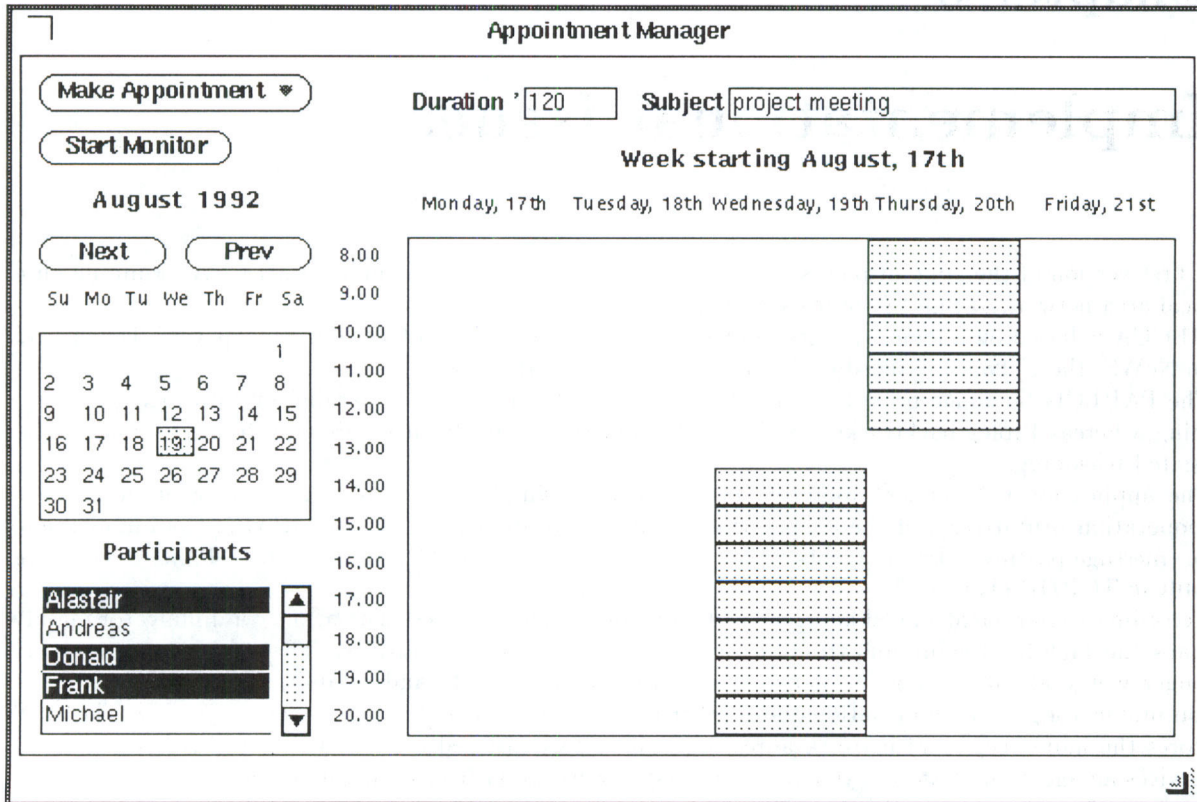 Appointment Manager
Make Appointment
Duration ' 120 Subject project meeting
Start Monitor
Week starting August, 17th
August 1992
Monday, 17th Tuesday, 18th Wednesday, 19th Thursday, 20th Friday, 21st
Next Prev
Su Mo Tu We Th Fr Sa
1
2 3 4 5 6 7 8
9 10 11 12 13 14 15
16 17 18 19 20 21 22
23 24 25 26 27 28 29
30 31
Participants
Alastair
Andreas
Donald
Frank
Michael
8.00
9.00
10.00
11.00
12.00
13.00
14.00
15.00
16.00
17.00
18.00
19.00
20.00